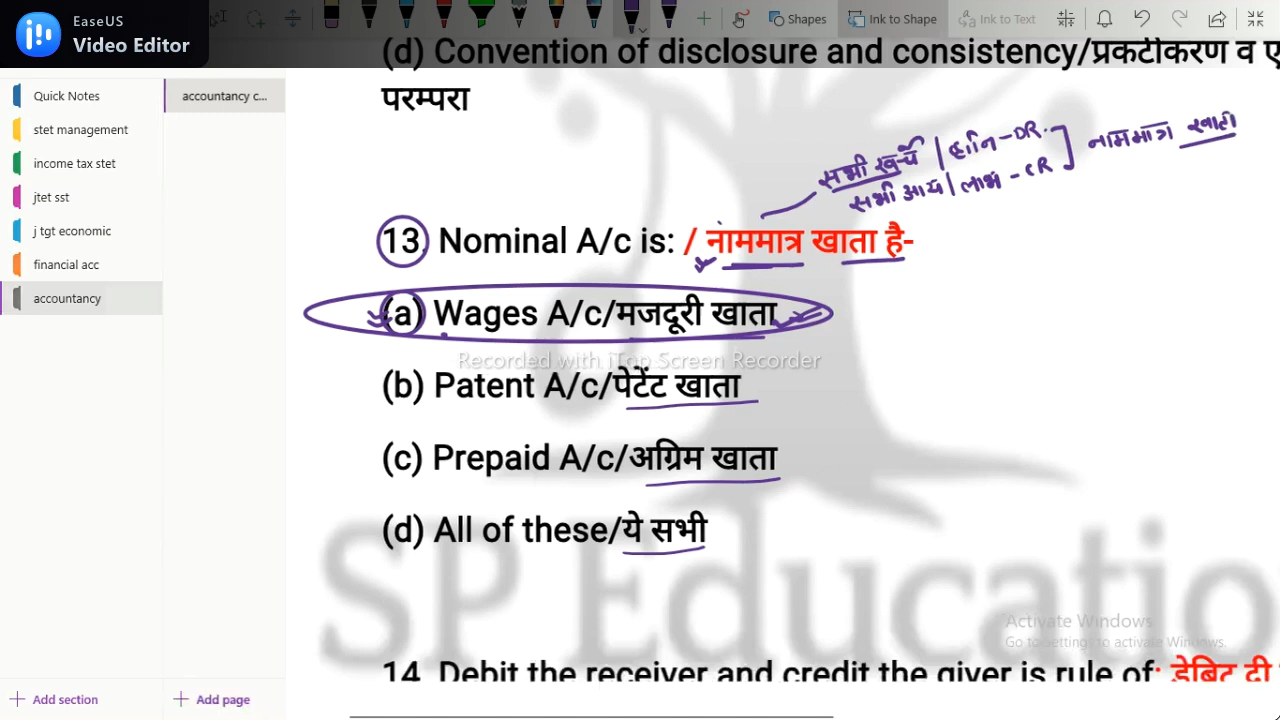 EaseUS
Video Editor
Shapes
Ink to Shape
Ink to Text
Quick Notes
stet management
income tax stet
jtet sst
j tgt economic
financial acc
accountancy
accountancy c...
(d) Convention of disclosure and consistency/प्रकटीकरण व ए
परम्परा
सभी खर्चे | हानि - DR.
सभी आय | लाभ - CR
नाममात्र खाता
13. Nominal A/c is: / नाममात्र खाता है-
(a) Wages A/c/मजदूरी खाता
Recorded with iTop Screen Recorder
(b) Patent A/c/पेटेंट खाता
(c) Prepaid A/c/अग्रिम खाता
(d) All of these/ये सभी
SP Education
Activate Windows
Go to Settings to activate Windows.
14. Debit the receiver and credit the giver is rule of: डेबिट दी
Add section
Add page